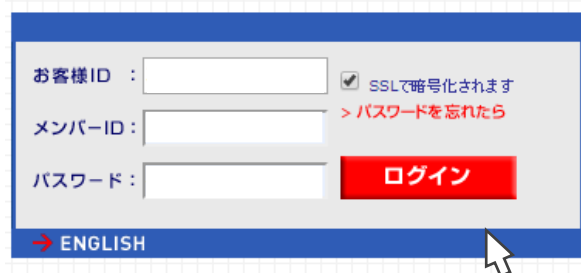 お客様ID :
SSLで暗号化されます
> パスワードを忘れたら
メンバーID :
パスワード :
ログイン
→ ENGLISH